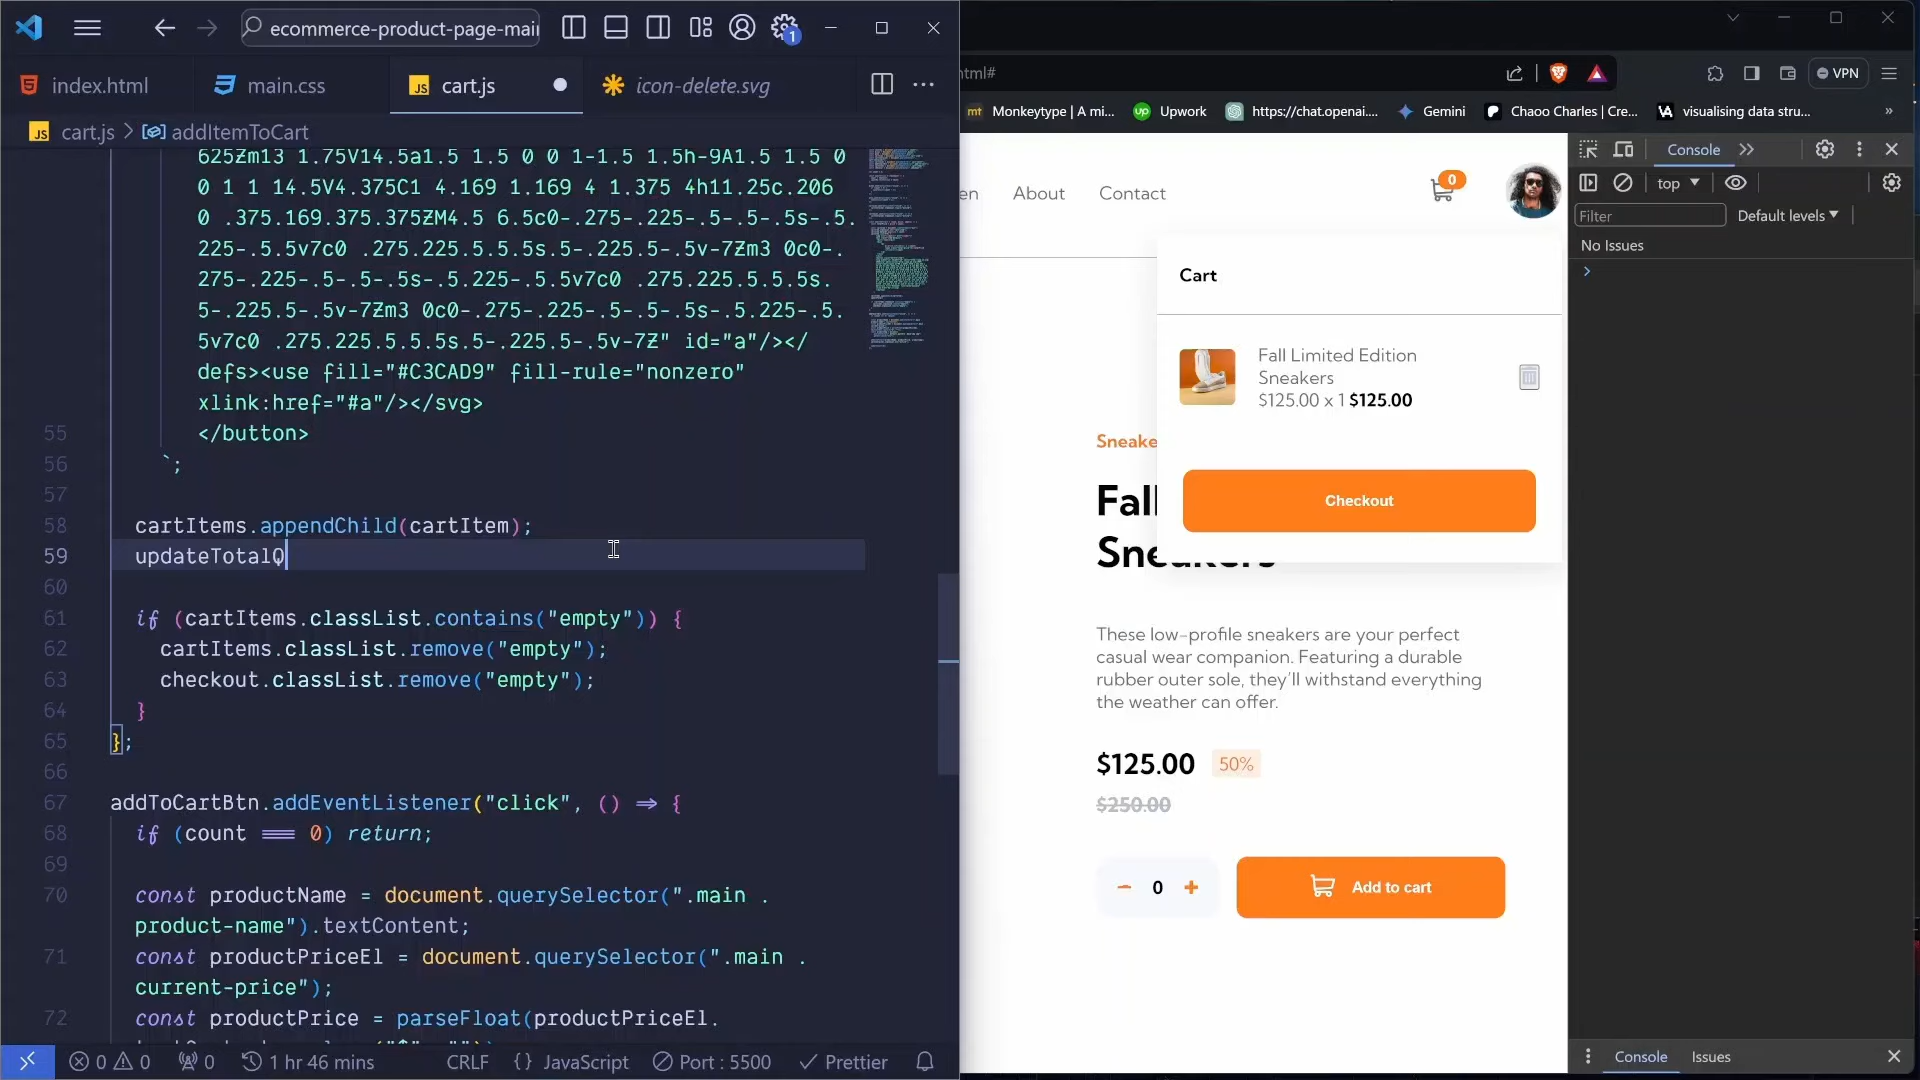 ecommerce-product-page-mai
1
index.html
main.css
JS cart.js
icon-delete.svg
JS cart.js > addItemToCart
625Zm13 1.75V14.5a1.5 1.5 0 0 1-1.5 1.5h-9A1.5 1.5 0
0 1 1 14.5V4.375C1 4.169 1.169 4 1.375 4h11.25c.206
0 .375.169.375.375ZM4.5 6.5c0-.275-.225-.5-.5-.5s-.5.
225-.5.5v7c0 .275.225.5.5.5s.5-.225.5-.5v-7Zm3 0c0-.
275-.225-.5-.5-.5s-.5.225-.5.5v7c0 .275.225.5.5.5s.
5-.225.5-.5v-7Zm3 0c0-.275-.225-.5-.5-.5s-.5.225-.5.
5v7c0 .275.225.5.5.5s.5-.225.5-.5v-7Z" id="a"/></
defs><use fill="#C3CAD9" fill-rule="nonzero"
xlink:href="#a"/></svg>
55 </button>
56 `;
57
58 cartItems.appendChild(cartItem);
59 updateTotalQ
60
61 if (cartItems.classList.contains("empty")) {
62 cartItems.classList.remove("empty");
63 checkout.classList.remove("empty");
64 }
65 };
66
67 addToCartBtn.addEventListener("click", () => {
68 if (count === 0) return;
69
70 const productName = document.querySelector(".main .
product-name").textContent;
71 const productPriceEl = document.querySelector(".main .
current-price");
72 const productPrice = parseFloat(productPriceEl.
0 0 0 1 hr 46 mins CRLF {} JavaScript Port : 5500 Prettier
html#
VPN
mt Monkeytype | A mi...
up Upwork
https://chat.openai....
Gemini
Chaoo Charles | Cre...
VA visualising data stru...
»
en About Contact
0
Cart
Fall Limited Edition
Sneakers
$125.00 x 1 $125.00
Checkout
Sneake
Fall
Sneakers
These low-profile sneakers are your perfect
casual wear companion. Featuring a durable
rubber outer sole, they'll withstand everything
the weather can offer.
$125.00 50%
$250.00
0
Add to cart
Console
top
Filter
Default levels
No Issues
Console
Issues